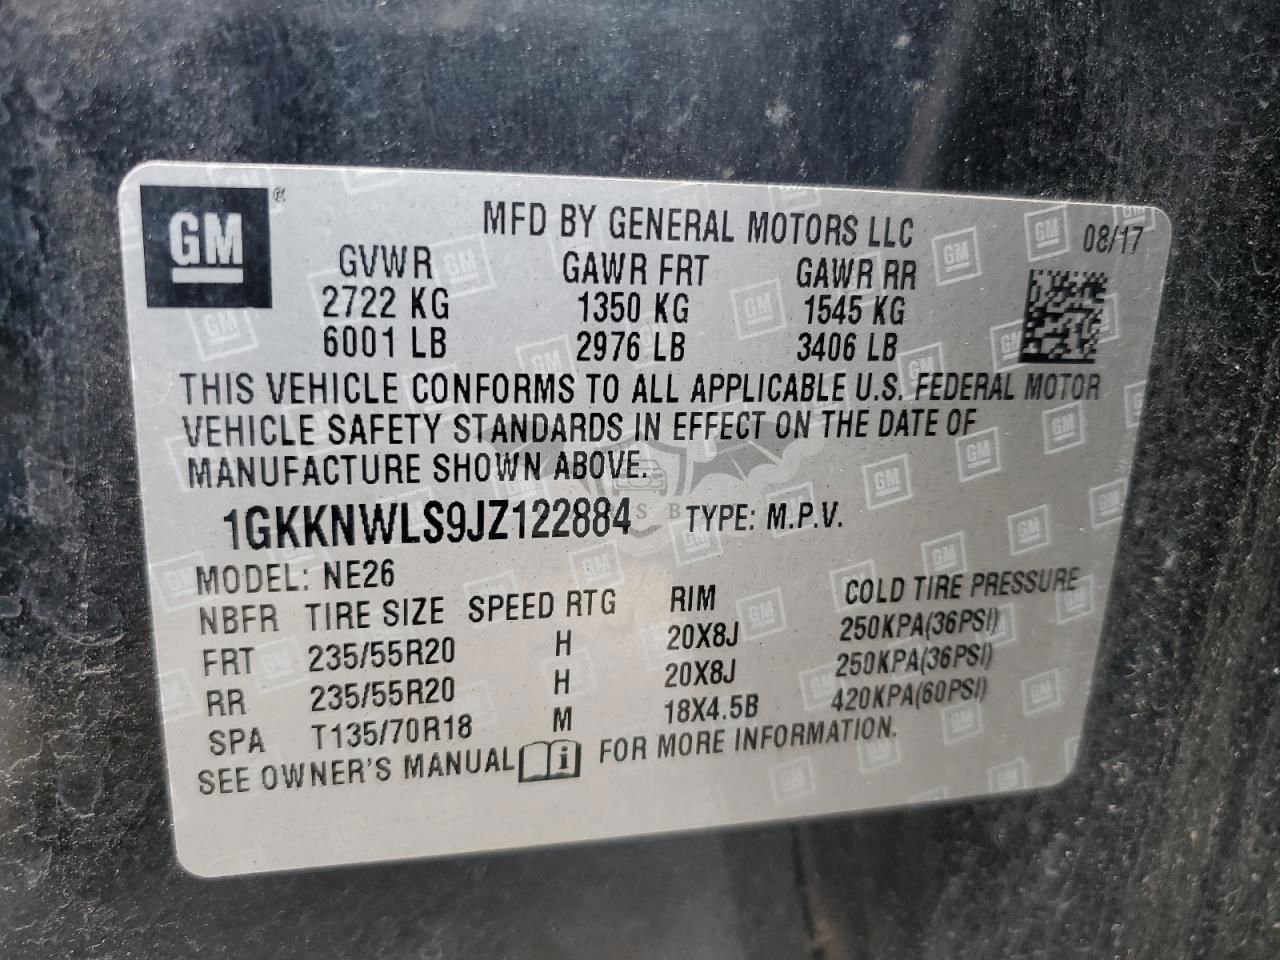 GM
MFD BY GENERAL MOTORS LLC
08/17
GVWR GAWR FRT GAWR RR
2722 KG 1350 KG 1545 KG
6001 LB 2976 LB 3406 LB
THIS VEHICLE CONFORMS TO ALL APPLICABLE U.S. FEDERAL MOTOR
VEHICLE SAFETY STANDARDS IN EFFECT ON THE DATE OF
MANUFACTURE SHOWN ABOVE.
1GKKNWLS9JZ122884 TYPE: M.P.V.
MODEL: NE26
NBFR TIRE SIZE SPEED RTG RIM COLD TIRE PRESSURE
FRT 235/55R20 H 20X8J 250KPA(36PSI)
RR 235/55R20 H 20X8J 250KPA(36PSI)
SPA T135/70R18 M 18X4.5B 420KPA(60PSI)
SEE OWNER'S MANUAL FOR MORE INFORMATION.